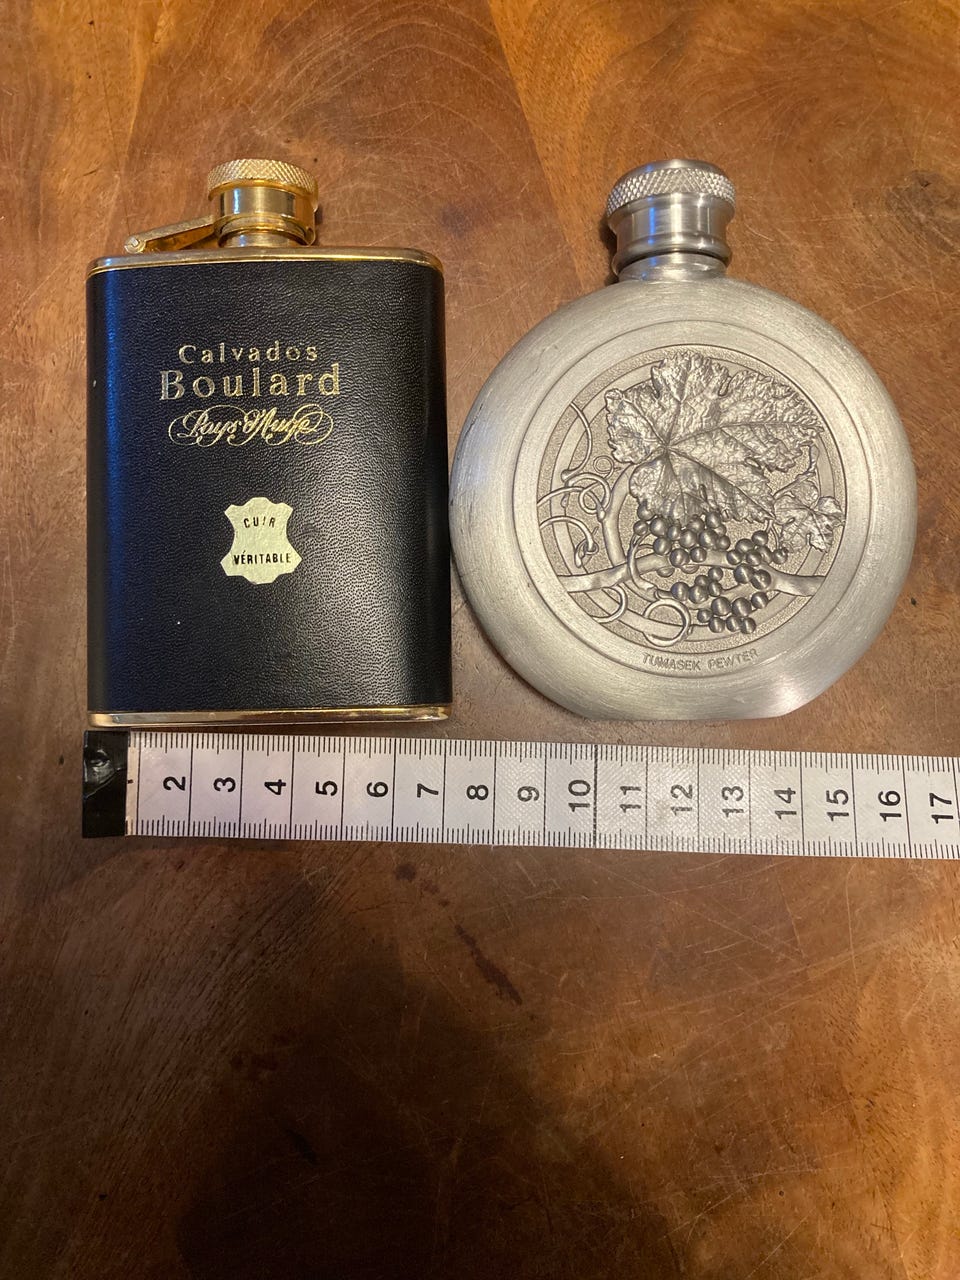 Calvados
Boulard
Pays d'Auge
CUIR
VÉRITABLE
TUMASEK PEWTER
2 3 4 5 6 7 8 9 10 11 12 13 14 15 16 17